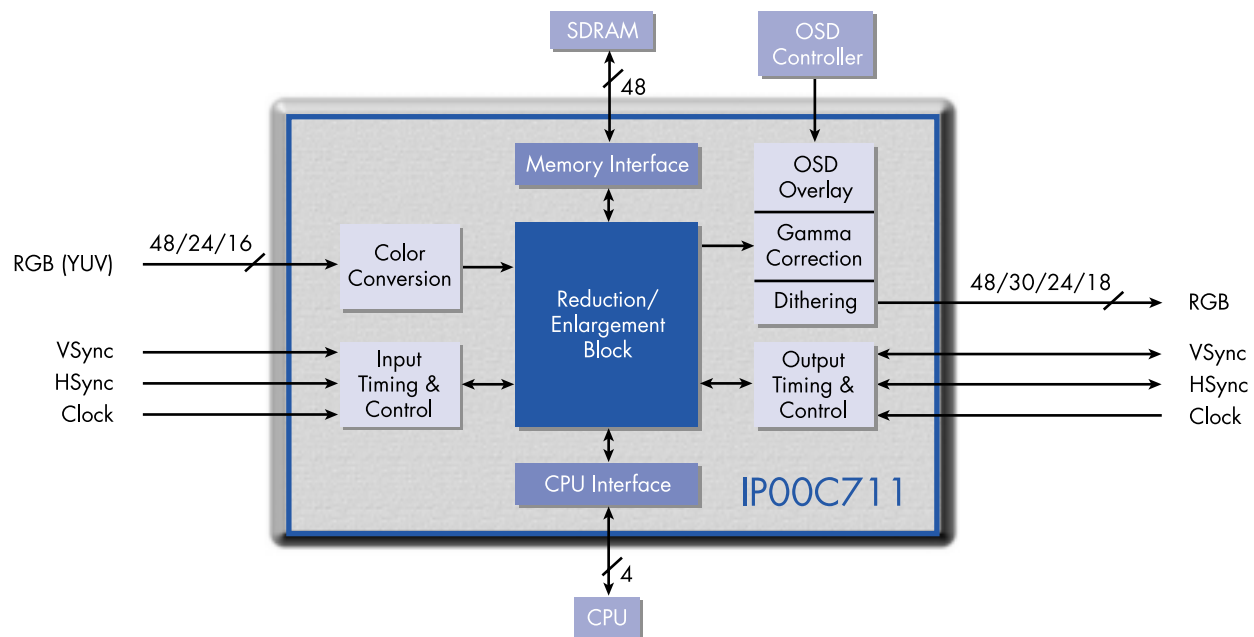 SDRAM
OSD
Controller
48
Memory Interface
OSD
Overlay
48/24/16
RGB (YUV)
Color
Conversion
Gamma
Correction
Reduction/
Enlargement
Block
Dithering
48/30/24/18
RGB
VSync
HSync
Clock
Input
Timing &
Control
Output
Timing &
Control
VSync
HSync
Clock
CPU Interface
IP00C711
4
CPU